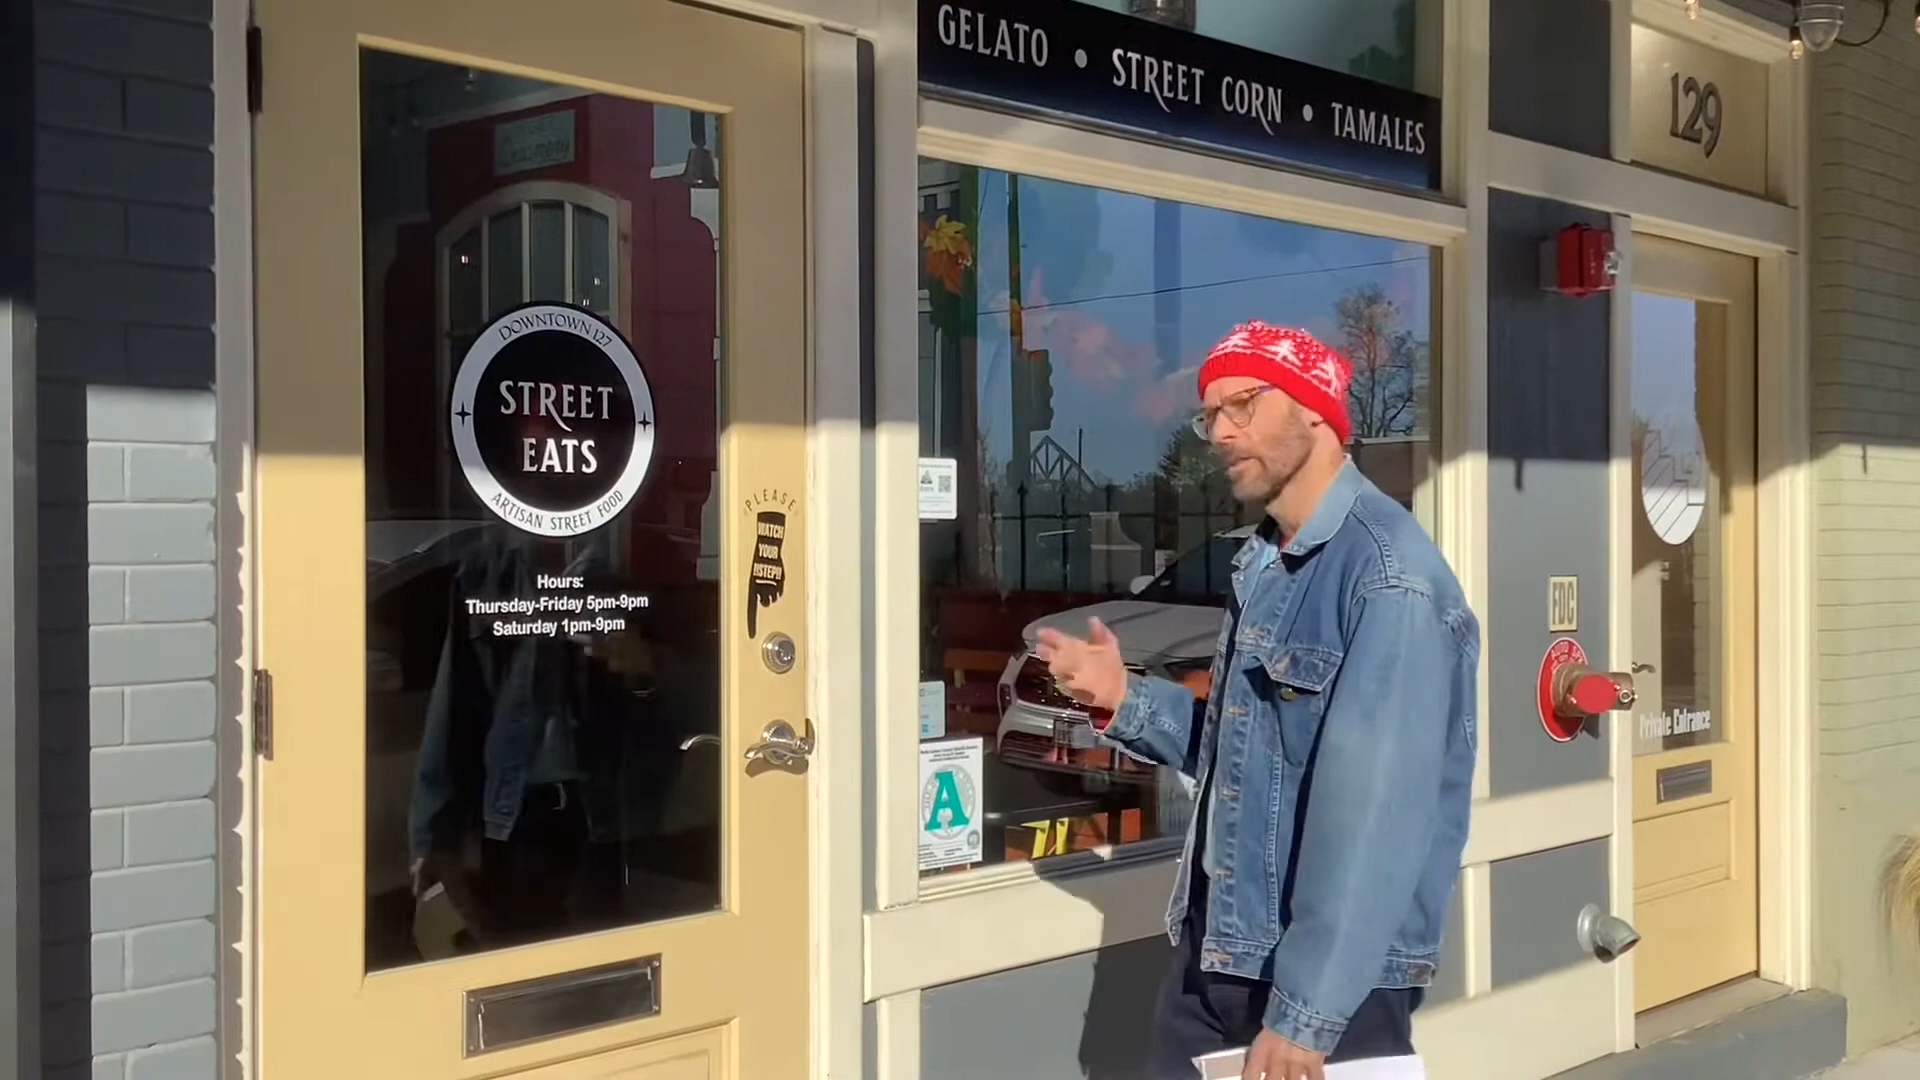 GELATO • STREET CORN • TAMALES
129
DOWNTOWN 127
STREET
EATS
ARTISAN STREET FOOD
Hours:
Thursday-Friday 5pm-9pm
Saturday 1pm-9pm
PLEASE
WATCH
YOUR
!!STEP!!
A
FDC
AUTO
Private Entrance